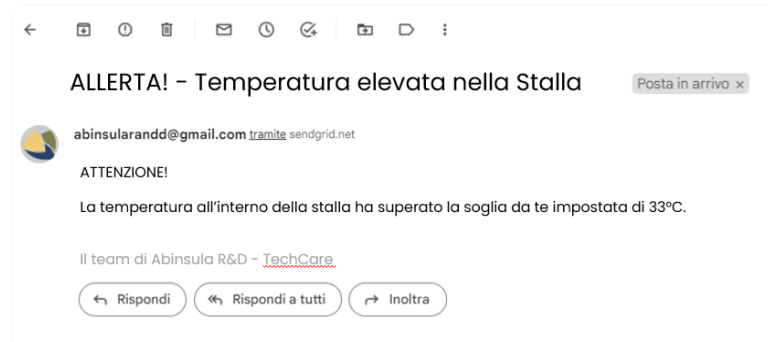 ALLERTA! - Temperatura elevata nella Stalla
Posta in arrivo ×
abinsularandd@gmail.com tramite sendgrid.net
ATTENZIONE!
La temperatura all'interno della stalla ha superato la soglia da te impostata di 33°C.
Il team di Abinsula R&D - TechCare
Rispondi
Rispondi a tutti
Inoltra